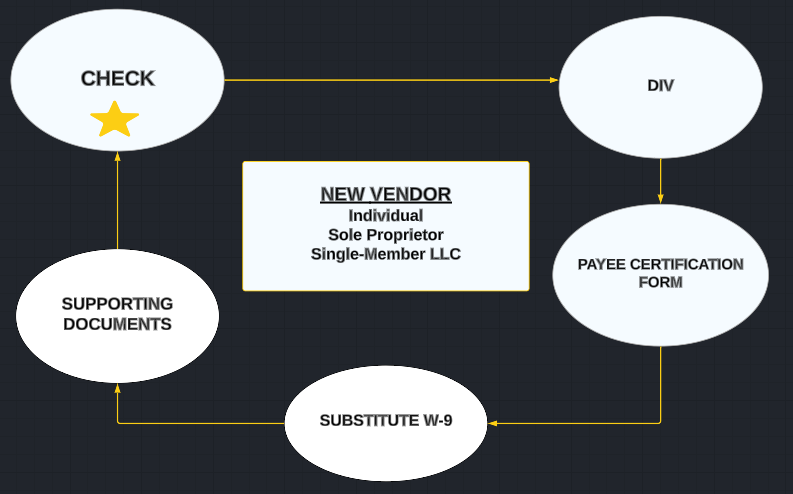 CHECK
DIV
NEW VENDOR
Individual
Sole Proprietor
Single-Member LLC
PAYEE CERTIFICATION
FORM
SUPPORTING
DOCUMENTS
SUBSTITUTE W-9